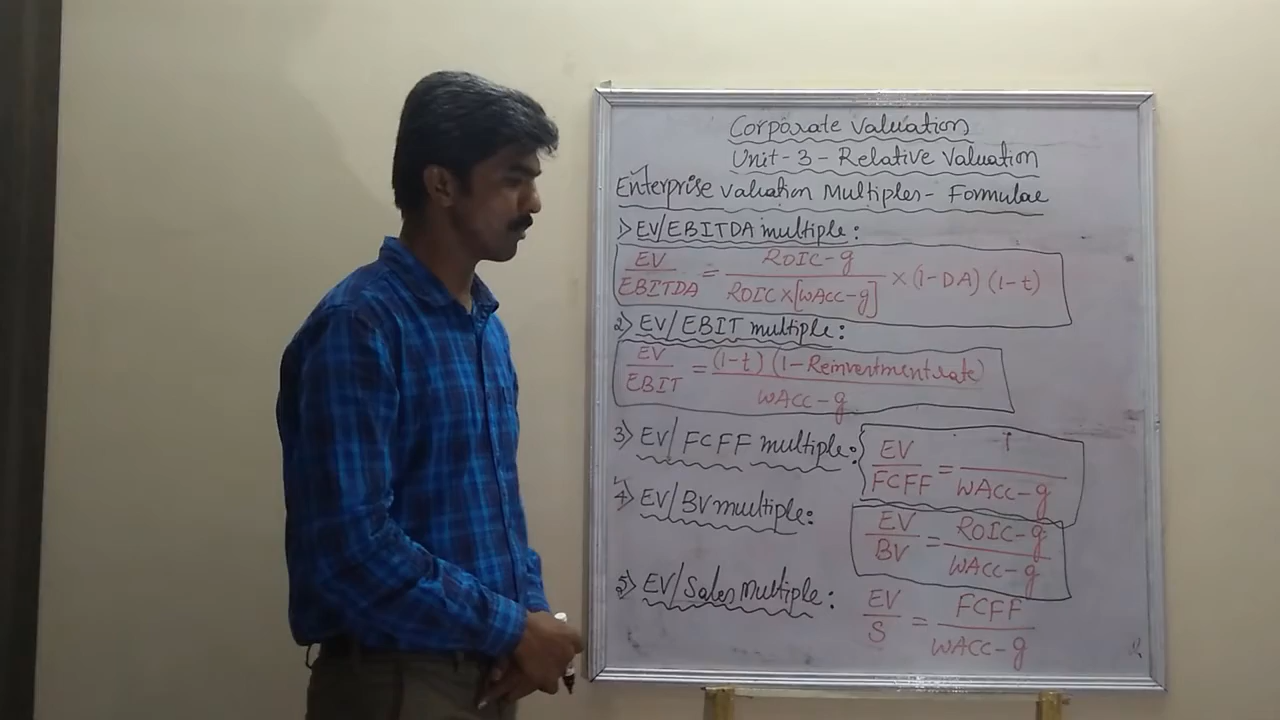 Corporate Valuation
Unit-3-Relative Valuation
Enterprise Valuation Multiples- Formulae
1> EV/EBITDA multiple:
EV/EBITDA = ROIC-g/ROIC×[WACC-g] × (1-DA) (1-t)
2> EV/EBIT multiple:
EV/EBIT = (1-t) (1-Reinvestment rate)/WACC-g
3> EV/FCFF multiple: EV/FCFF = 1/WACC-g
4> EV/BV multiple: EV/BV = ROIC-g/WACC-g
5> EV/Sales Multiple: EV/S = FCFF/WACC-g